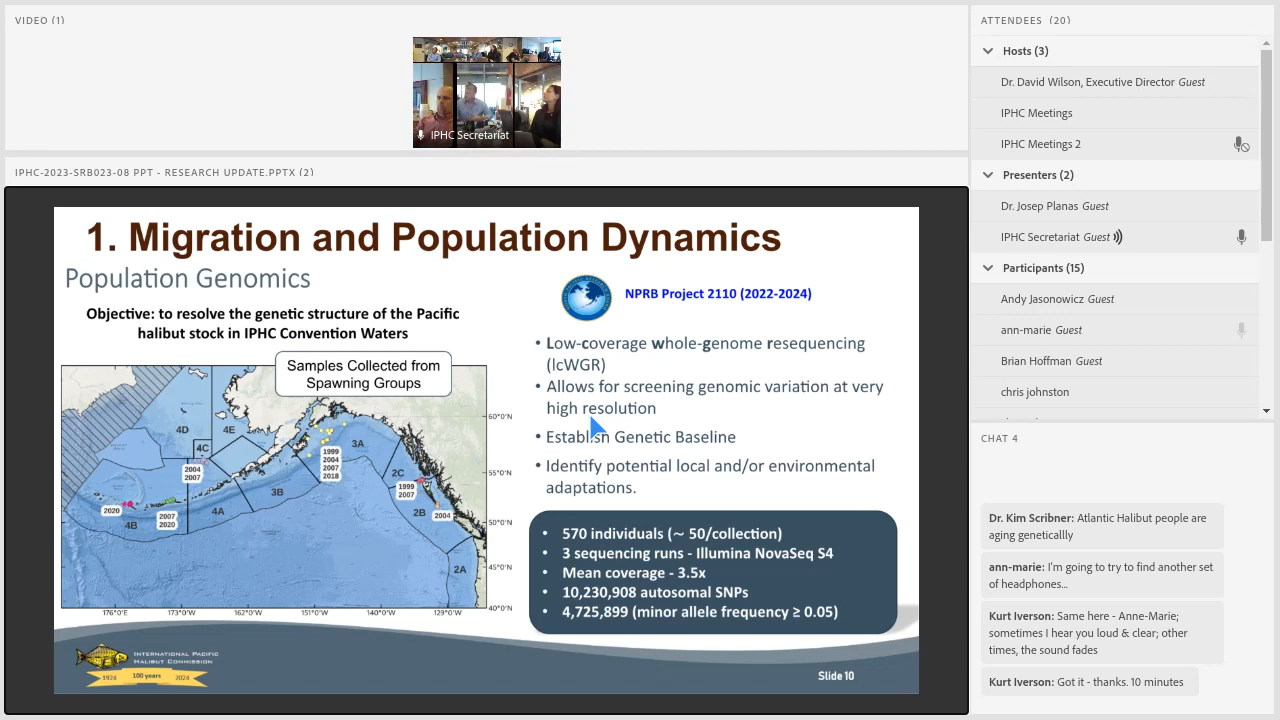 VIDEO (1)
IPHC Secretariat
IPHC-2023-SRB023-08 PPT - RESEARCH UPDATE.PPTX (2)
1. Migration and Population Dynamics
Population Genomics
Objective: to resolve the genetic structure of the Pacific
halibut stock in IPHC Convention Waters
NPRB Project 2110 (2022-2024)
Samples Collected from
Spawning Groups
4D
4E
4C
2004
2007
2020
4B
2007
2020
4A
3B
1999
2004
2007
2018
3A
2C
1999
2007
2B
2004
2A
60°0'N
55°0'N
50°0'N
45°0'N
40°0'N
176°0'E
173°0'W
162°0'W
151°0'W
140°0'W
129°0'W
• Low-coverage whole-genome resequencing
(lcWGR)
• Allows for screening genomic variation at very
high resolution
• Establish Genetic Baseline
• Identify potential local and/or environmental
adaptations.
• 570 individuals (~ 50/collection)
• 3 sequencing runs - Illumina NovaSeq S4
• Mean coverage - 3.5x
• 10,230,908 autosomal SNPs
• 4,725,899 (minor allele frequency ≥ 0.05)
INTERNATIONAL PACIFIC
HALIBUT COMMISSION
1924 100 years 2024
Slide 10
ATTENDEES (20)
Hosts (3)
Dr. David Wilson, Executive Director Guest
IPHC Meetings
IPHC Meetings 2
Presenters (2)
Dr. Josep Planas Guest
IPHC Secretariat Guest
Participants (15)
Andy Jasonowicz Guest
ann-marie Guest
Brian Hoffman Guest
chris johnston
CHAT 4
Dr. Kim Scribner: Atlantic Halibut people are
aging geneticallly
ann-marie: I'm going to try to find another set
of headphones...
Kurt Iverson: Same here - Anne-Marie;
sometimes I hear you loud & clear; other
times, the audio fades
Kurt Iverson: Got it - thanks. 10 minutes